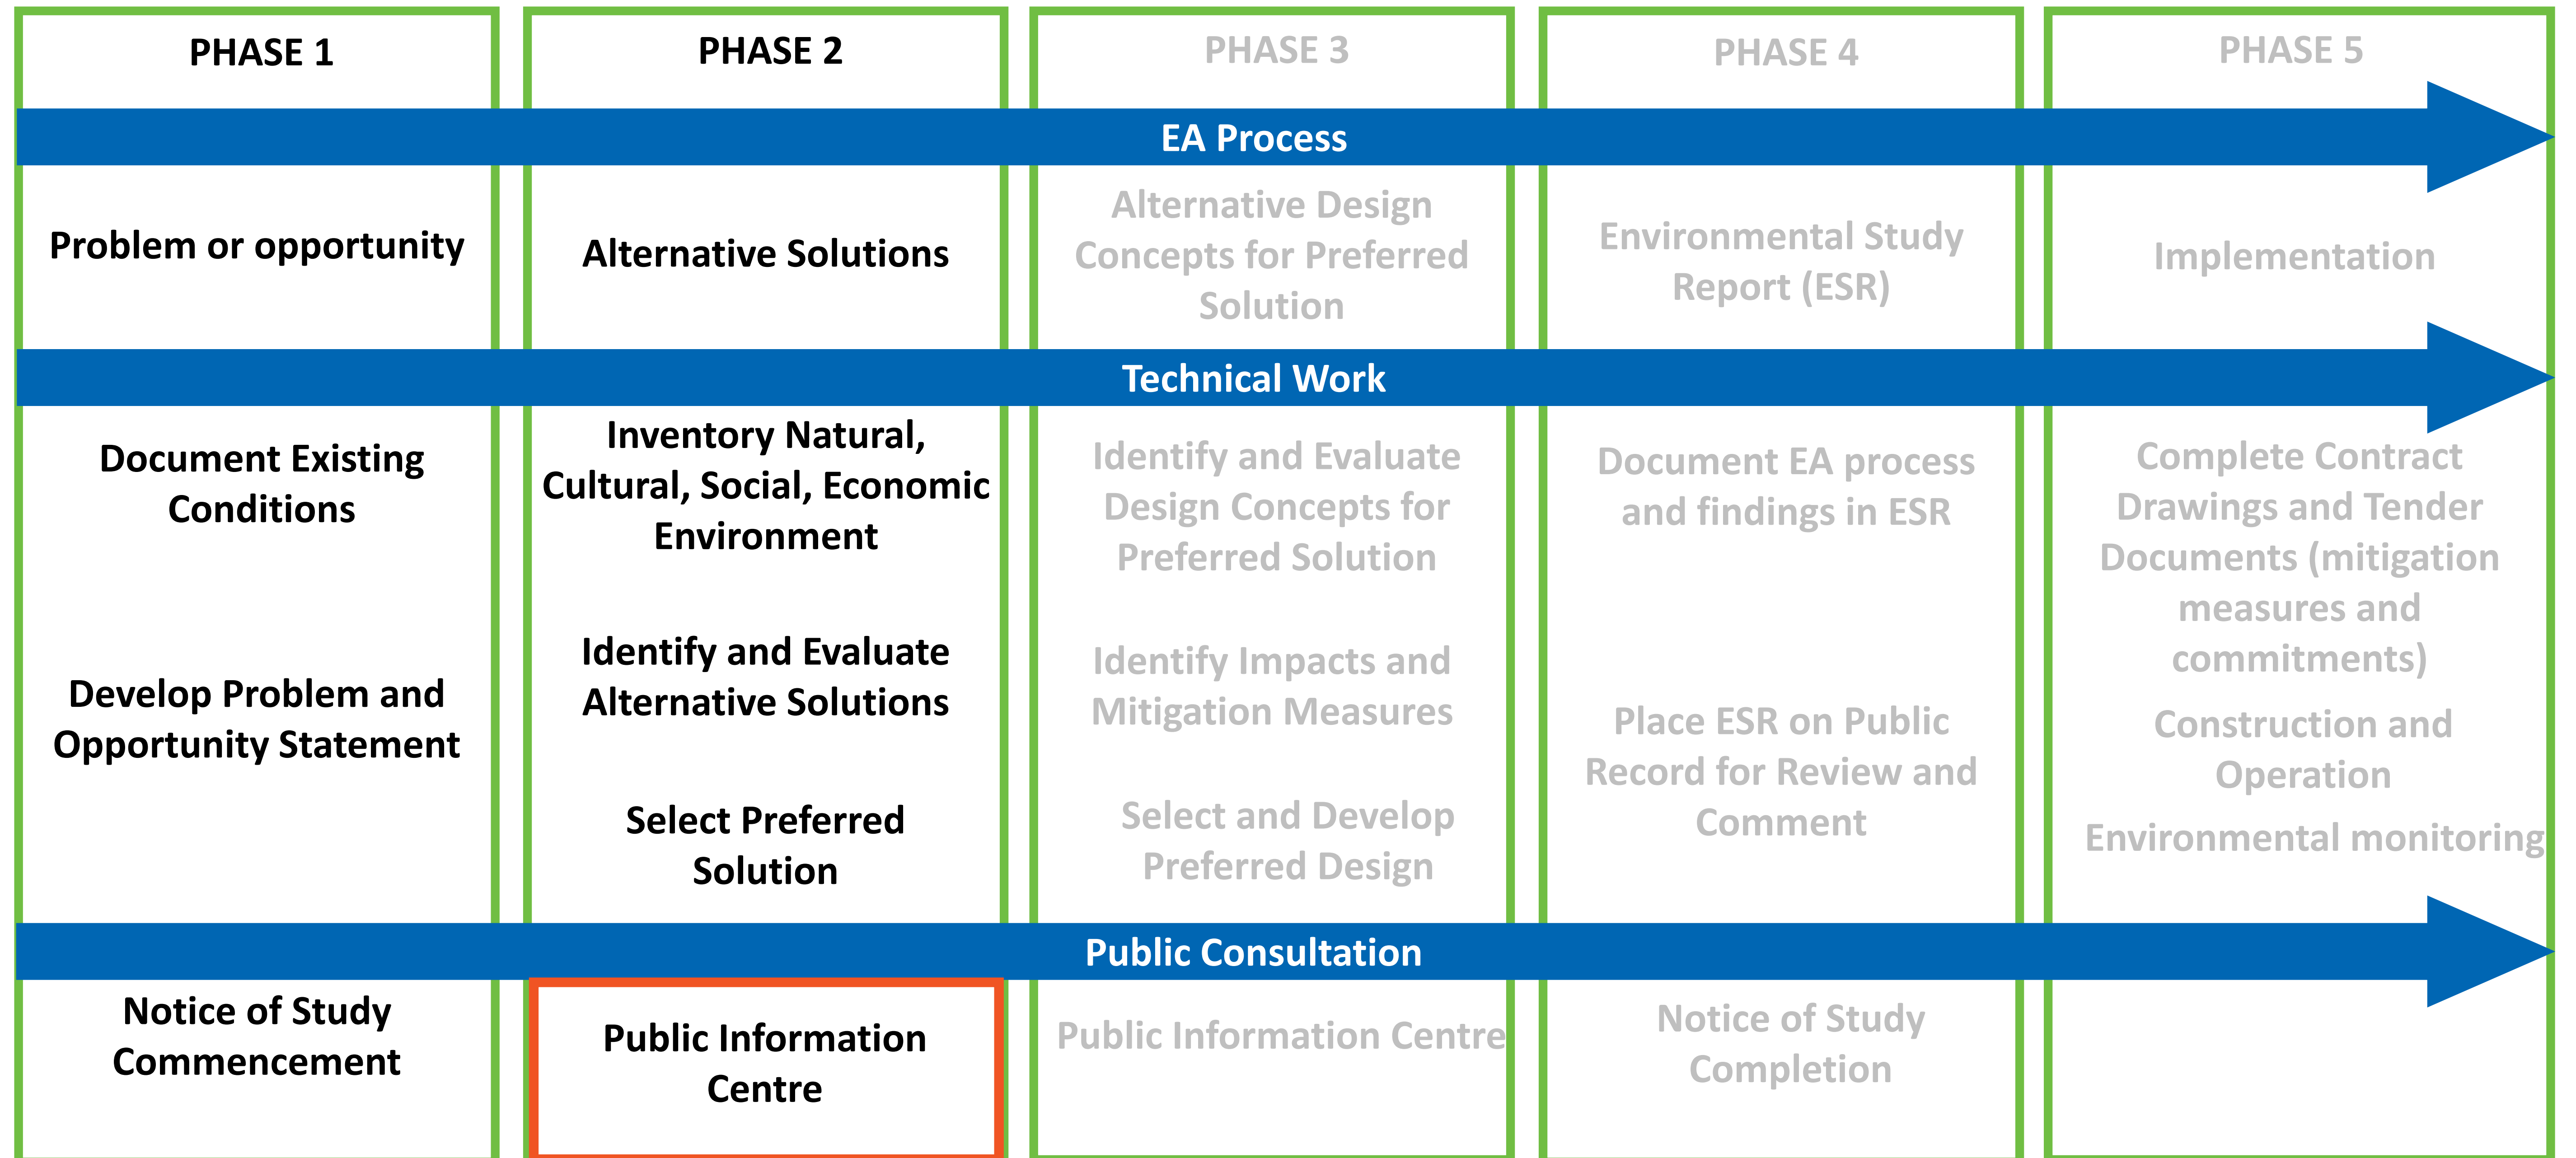 PHASE 1
PHASE 2
PHASE 3
PHASE 4
PHASE 5
EA Process
Problem or opportunity
Alternative Solutions
Alternative Design
Concepts for Preferred
Solution
Environmental Study
Report (ESR)
Implementation
Technical Work
Document Existing
Conditions
Develop Problem and
Opportunity Statement
Inventory Natural,
Cultural, Social, Economic
Environment
Identify and Evaluate
Alternative Solutions
Select Preferred
Solution
Identify and Evaluate
Design Concepts for
Preferred Solution
Identify Impacts and
Mitigation Measures
Select and Develop
Preferred Design
Document EA process
and findings in ESR
Place ESR on Public
Record for Review and
Comment
Complete Contract
Drawings and Tender
Documents (mitigation
measures and
commitments)
Construction and
Operation
Environmental monitoring
Public Consultation
Notice of Study
Commencement
Public Information
Centre
Public Information Centre
Notice of Study
Completion